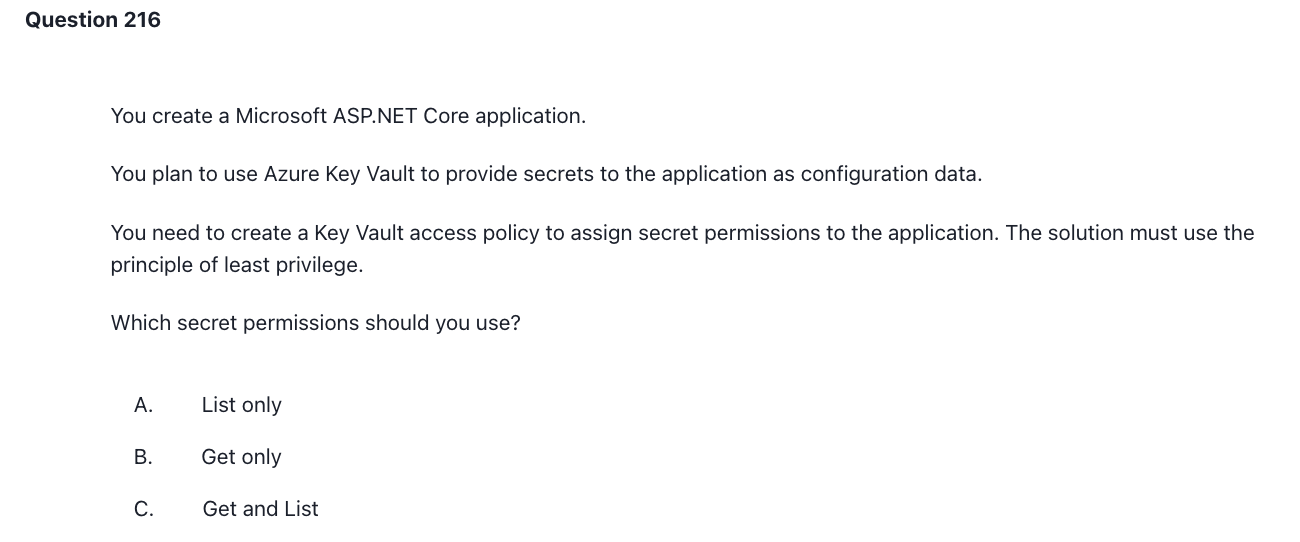 Question 216
You create a Microsoft ASP.NET Core application.
You plan to use Azure Key Vault to provide secrets to the application as configuration data.
You need to create a Key Vault access policy to assign secret permissions to the application. The solution must use the
principle of least privilege.
Which secret permissions should you use?
A. List only
B. Get only
C. Get and List